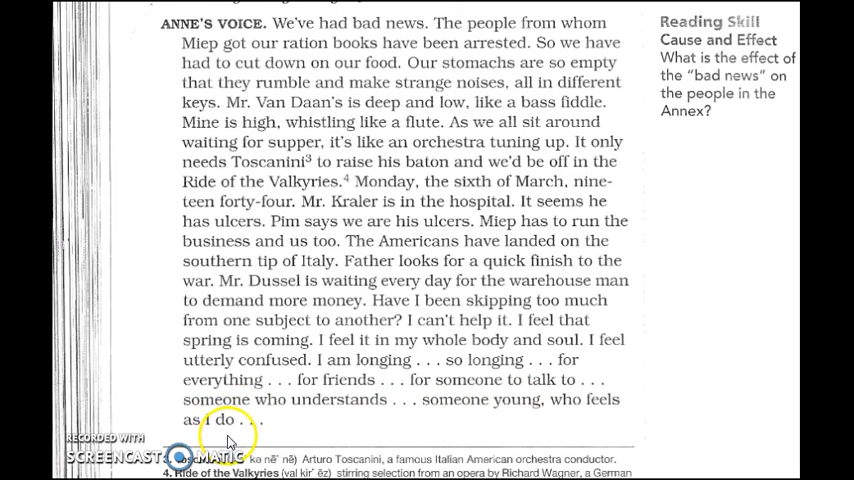 ANNE'S VOICE. We've had bad news. The people from whom
Miep got our ration books have been arrested. So we have
had to cut down on our food. Our stomachs are so empty
that they rumble and make strange noises, all in different
keys. Mr. Van Daan's is deep and low, like a bass fiddle.
Mine is high, whistling like a flute. As we all sit around
waiting for supper, it's like an orchestra tuning up. It only
needs Toscanini³ to raise his baton and we'd be off in the
Ride of the Valkyries.⁴ Monday, the sixth of March, nine-
teen forty-four. Mr. Kraler is in the hospital. It seems he
has ulcers. Pim says we are his ulcers. Miep has to run the
business and us too. The Americans have landed on the
southern tip of Italy. Father looks for a quick finish to the
war. Mr. Dussel is waiting every day for the warehouse man
to demand more money. Have I been skipping too much
from one subject to another? I can't help it. I feel that
spring is coming. I feel it in my whole body and soul. I feel
utterly confused. I am longing . . . so longing . . . for
everything . . . for friends . . . for someone to talk to . . .
someone who understands . . . someone young, who feels
as I do . . .
Reading Skill
Cause and Effect
What is the effect of
the "bad news" on
the people in the
Annex?
kə nē′ nē) Arturo Toscanini, a famous Italian American orchestra conductor.
4. Ride of the Valkyries (val kir′ ēz) stirring selection from an opera by Richard Wagner, a German
RECORDED WITH
SCREENCAST MATIC